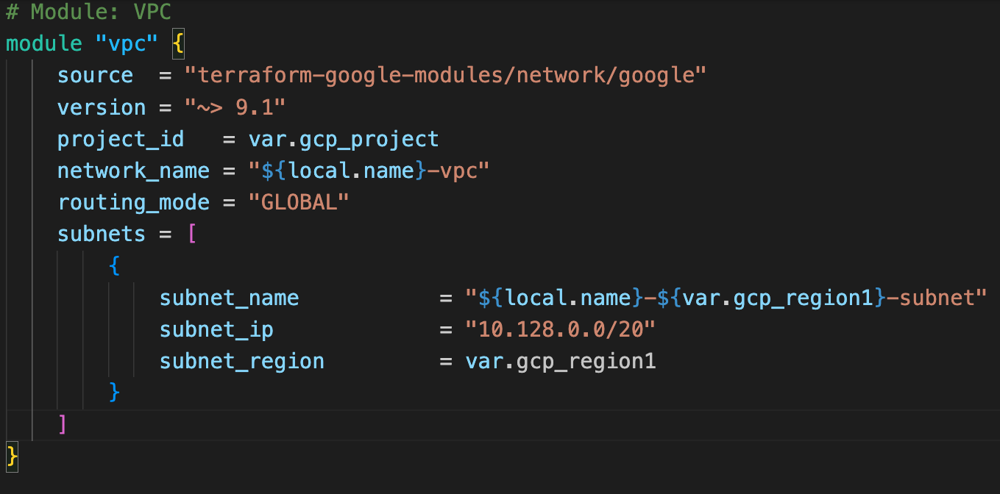 # Module: VPC
module "vpc" {
    source  = "terraform-google-modules/network/google"
    version = "~> 9.1"
    project_id   = var.gcp_project
    network_name = "${local.name}-vpc"
    routing_mode = "GLOBAL"
    subnets = [
        {
            subnet_name           = "${local.name}-${var.gcp_region1}-subnet"
            subnet_ip             = "10.128.0.0/20"
            subnet_region         = var.gcp_region1
        }
    ]
}